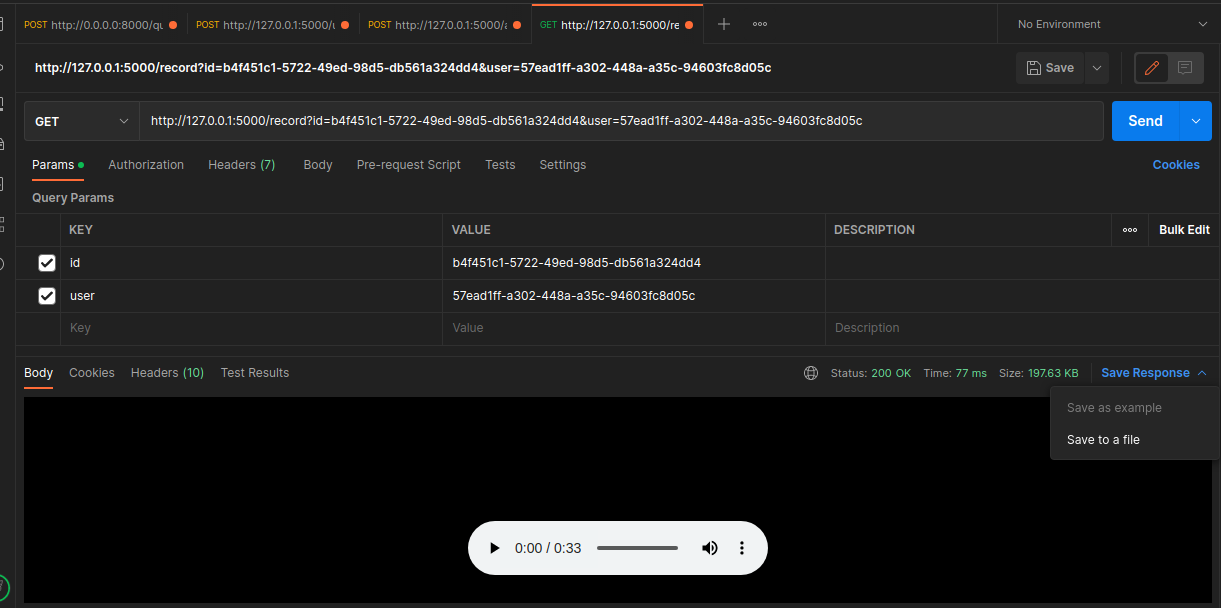 POST http://0.0.0.0:8000/qu
POST http://127.0.0.1:5000/u
POST http://127.0.0.1:5000/a
GET http://127.0.0.1:5000/re
No Environment
http://127.0.0.1:5000/record?id=b4f451c1-5722-49ed-98d5-db561a324dd4&user=57ead1ff-a302-448a-a35c-94603fc8d05c
Save
GET
http://127.0.0.1:5000/record?id=b4f451c1-5722-49ed-98d5-db561a324dd4&user=57ead1ff-a302-448a-a35c-94603fc8d05c
Send
Params Authorization Headers (7) Body Pre-request Script Tests Settings Cookies
Query Params
KEY VALUE DESCRIPTION Bulk Edit
id b4f451c1-5722-49ed-98d5-db561a324dd4
user 57ead1ff-a302-448a-a35c-94603fc8d05c
Key Value Description
Body Cookies Headers (10) Test Results Status: 200 OK Time: 77 ms Size: 197.63 KB Save Response
Save as example
Save to a file
0:00 / 0:33